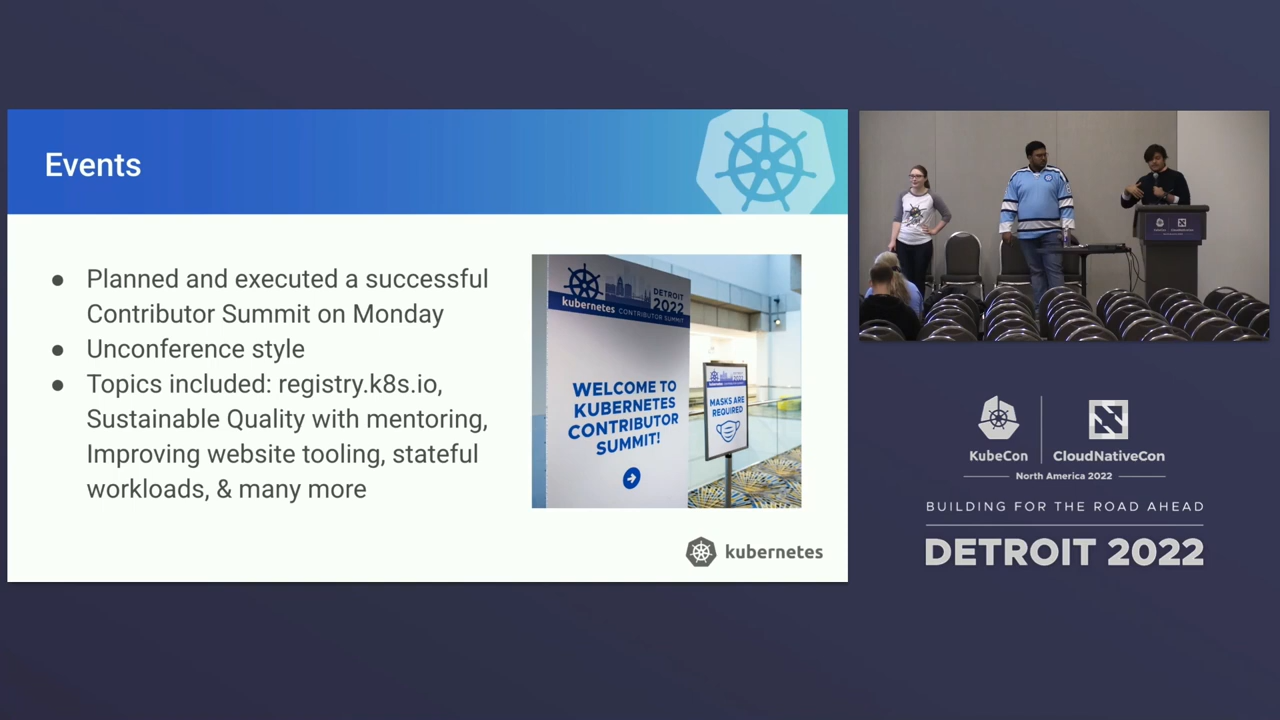 Events
● Planned and executed a successful
Contributor Summit on Monday
● Unconference style
● Topics included: registry.k8s.io,
Sustainable Quality with mentoring,
Improving website tooling, stateful
workloads, & many more
DETROIT
2022
kubernetes CONTRIBUTOR SUMMIT
WELCOME TO
KUBERNETES
CONTRIBUTOR
SUMMIT!
MASKS ARE
REQUIRED
kubernetes
KubeCon
CloudNativeCon
North America 2022
BUILDING FOR THE ROAD AHEAD
DETROIT 2022